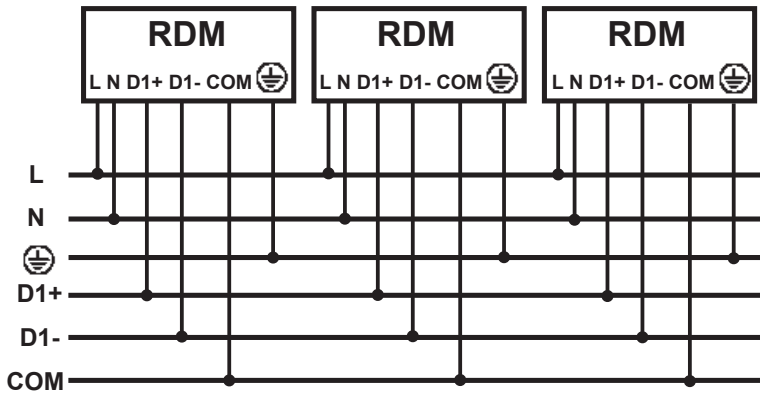 RDM RDM RDM
L N D1+ D1- COM L N D1+ D1- COM L N D1+ D1- COM
L
N
D1+
D1-
COM